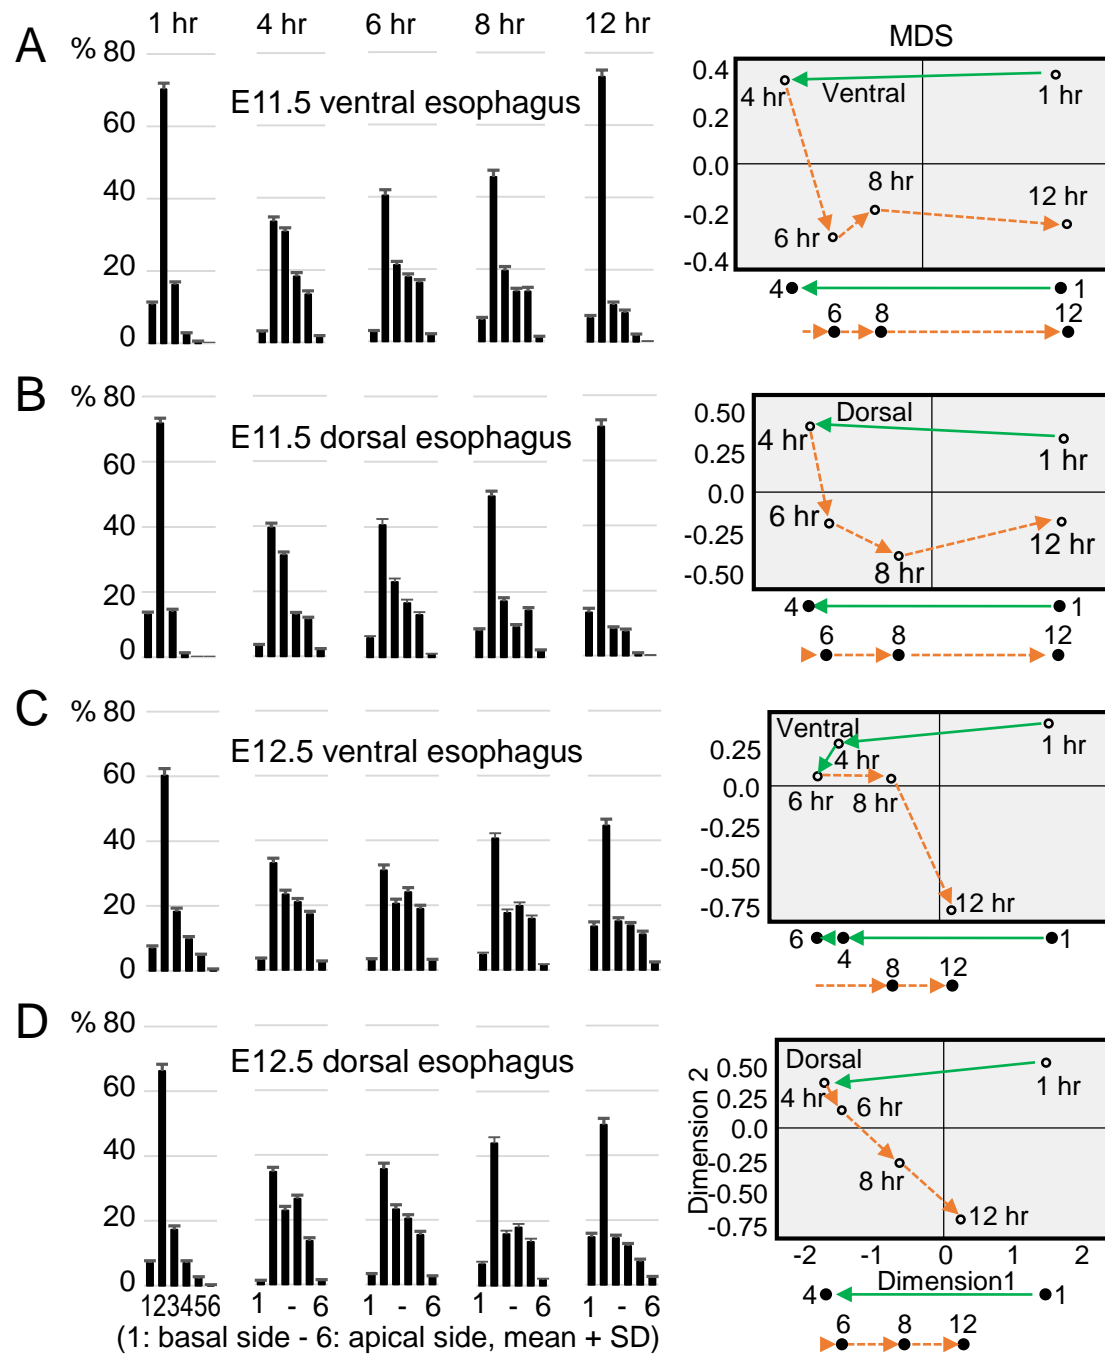 A
1 hr 4 hr 6 hr 8 hr 12 hr
% 80
60
40
20
0
E11.5 ventral esophagus
MDS
0.4
0.2
0.0
-0.2
-0.4
4 hr Ventral 1 hr
8 hr
6 hr 12 hr
4 1
6 8 12
B
% 80
60
40
20
0
E11.5 dorsal esophagus
0.50
0.25
0.0
-0.25
-0.50
Dorsal
4 hr 1 hr
6 hr 12 hr
8 hr
4 1
6 8 12
C
% 80
60
40
20
0
E12.5 ventral esophagus
0.25
0.0
-0.25
-0.50
-0.75
Ventral
4 hr 1 hr
6 hr 8 hr
12 hr
6 4 1
8 12
D
% 80
60
40
20
0
E12.5 dorsal esophagus
123456 1 - 6 1 - 6 1 - 6 1 - 6
(1: basal side - 6: apical side, mean + SD)
Dimension 2
0.50
0.25
0.0
-0.25
-0.50
-0.75
Dorsal
1 hr
4 hr 6 hr
8 hr
12 hr
-2 -1 0 1 2
Dimension1
4 1
6 8 12